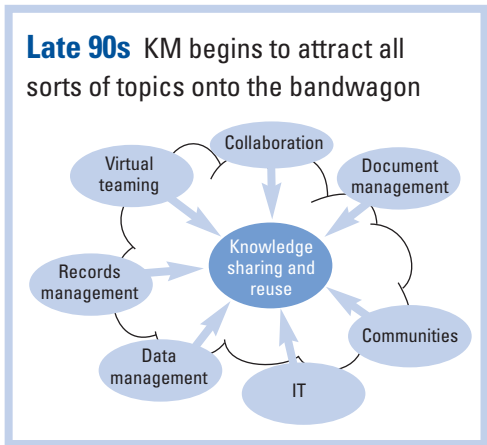 Late 90s KM begins to attract all
sorts of topics onto the bandwagon
Collaboration
Virtual
teaming
Document
management
Knowledge
sharing and
reuse
Records
management
Communities
Data
management
IT